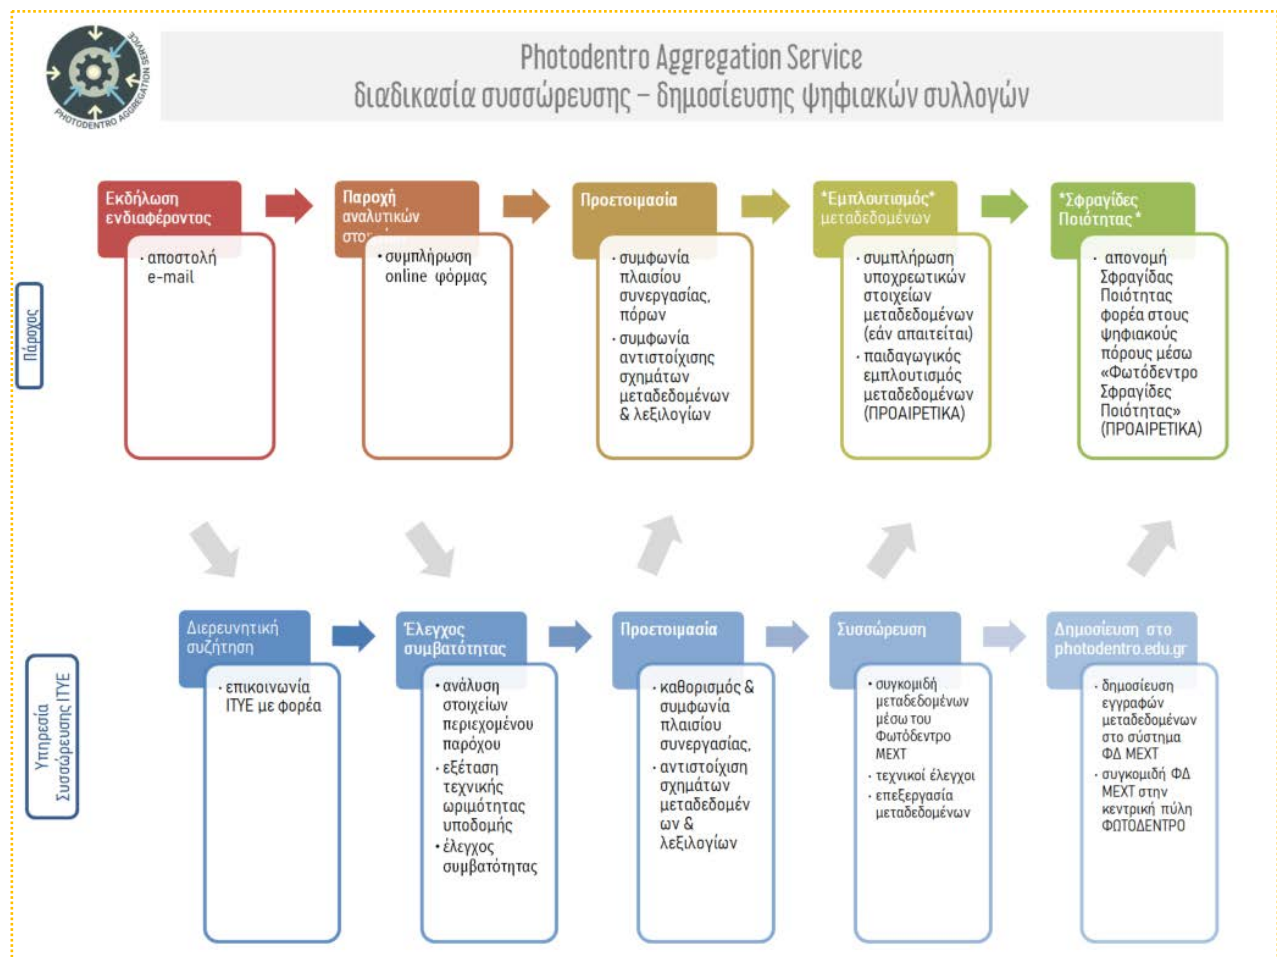 PHOTODENTRO AGGREGATION SERVICE
Photodentro Aggregation Service
διαδικασία συσσώρευσης – δημοσίευσης ψηφιακών συλλογών
Πάροχος
Εκδήλωση
ενδιαφέροντος
· αποστολή
e-mail
Παροχή
αναλυτικών
• συμπλήρωση
online φόρμας
Προετοιμασία
· συμφωνία
πλαισίου
συνεργασίας,
πόρων
· συμφωνία
αντιστοίχισης
σχημάτων
μεταδεδομένων
& λεξιλογίων
*Εμπλουτισμός*
μεταδεδομένων
· συμπλήρωση
υποχρεωτικών
στοιχείων
μεταδεδομένων
(εάν απαιτείται)
· παιδαγωγικός
εμπλουτισμός
μεταδεδομένων
(ΠΡΟΑΙΡΕΤΙΚΑ)
*Σφραγίδες
Ποιότητας *
· απονομή
Σφραγίδας
Ποιότητας
φορέα στους
ψηφιακούς
πόρους μέσω
«Φωτόδεντρο
Σφραγίδες
Ποιότητας»
(ΠΡΟΑΙΡΕΤΙΚΑ)
Υπηρεσία
Συσσώρευσης ΙΤΥΕ
Διερευνητική
συζήτηση
· επικοινωνία
ΙΤΥΕ με φορέα
Έλεγχος
συμβατότητας
• ανάλυση
στοιχείων
περιεχομένου
παρόχου
· εξέταση
τεχνικής
ωριμότητας
υποδομής
• έλεγχος
συμβατότητας
Προετοιμασία
· καθορισμός &
συμφωνία
πλαισίου
συνεργασίας,
· αντιστοίχιση
σχημάτων
μεταδεδομέν
ων &
λεξιλογίων
Συσσώρευση
• συγκομιδή
μεταδεδομένων
μέσω του
Φωτόδεντρο
ΜΕΧΤ
· τεχνικοί έλεγχοι
• επεξεργασία
μεταδεδομένων
Δημοσίευση στο
photodentro.edu.gr
· δημοσίευση
εγγραφών
μεταδεδομένων
στο σύστημα
ΦΔ ΜΕΧΤ
· συγκομιδή ΦΔ
ΜΕΧΤ στην
κεντρική πύλη
ΦΩΤΟΔΕΝΤΡΟ